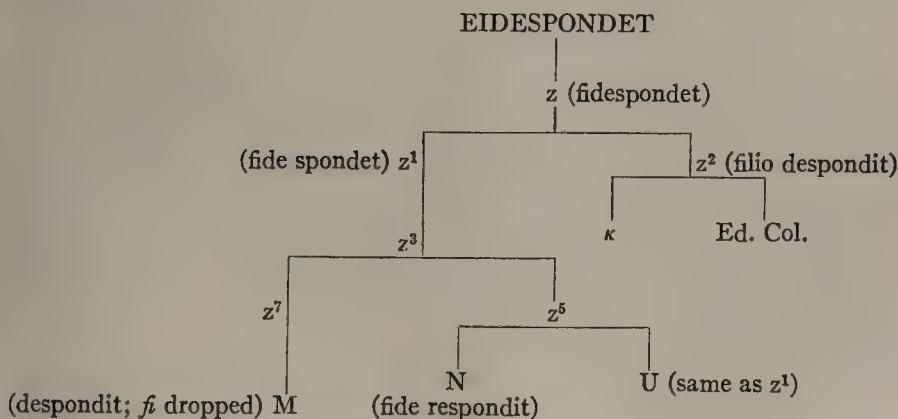 EIDESPONDET
z (fidespondet)
(fide spondet) z¹
z² (filio despondit)
κ
Ed. Col.
z³
z⁷
z⁵
N
U (same as z¹)
(despondit; fi dropped) M
(fide respondit)